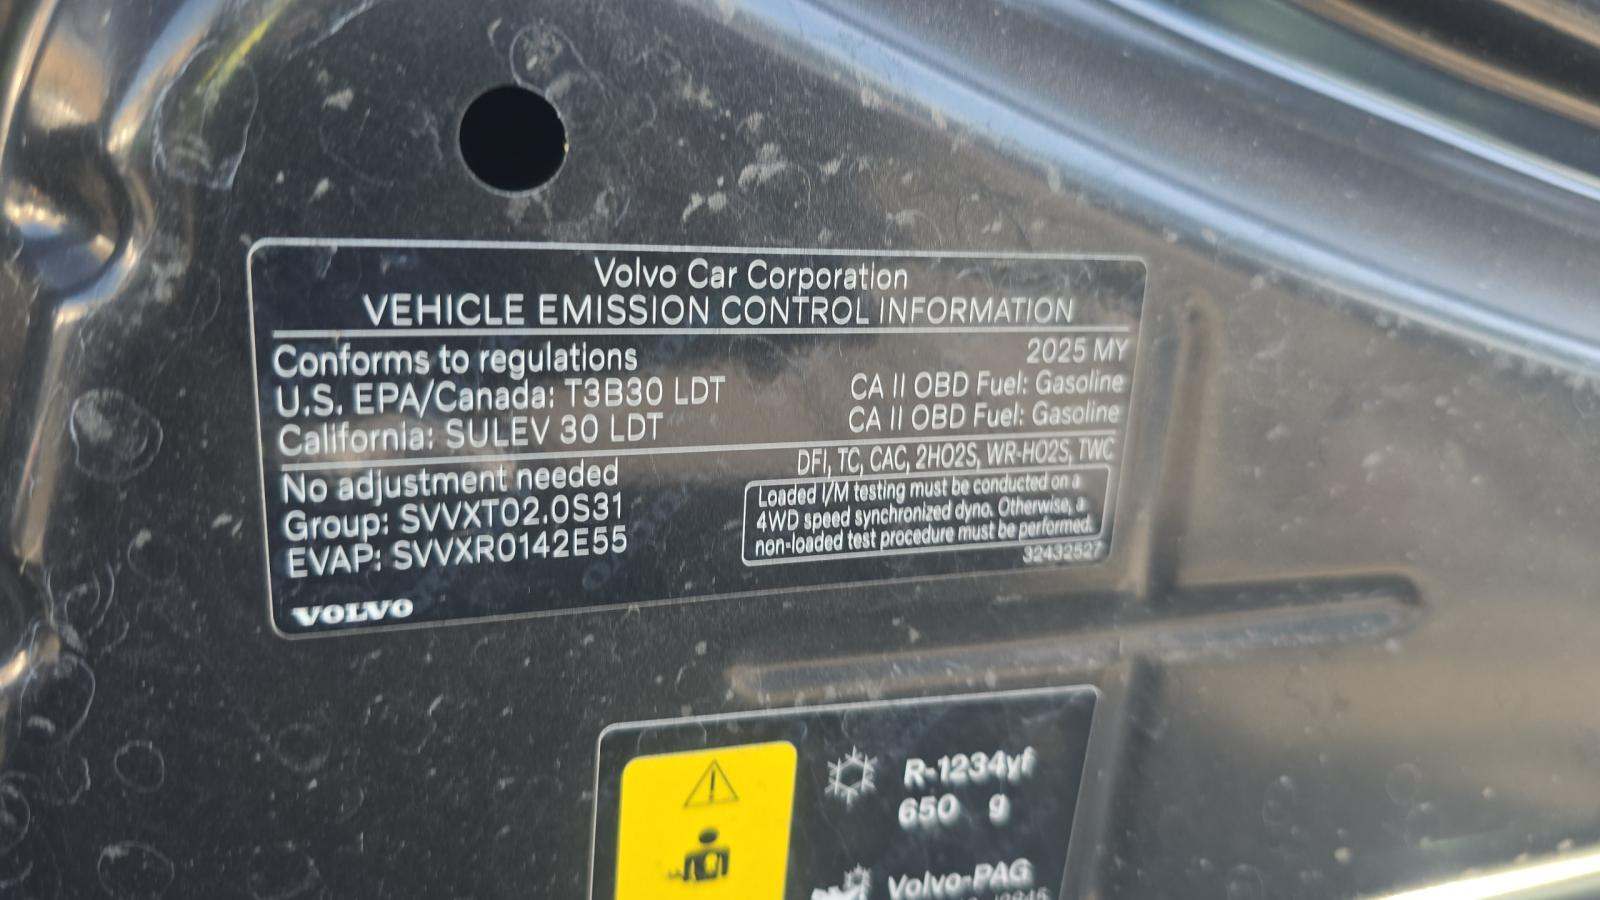 Volvo Car Corporation
VEHICLE EMISSION CONTROL INFORMATION
Conforms to regulations 2025 MY
U.S. EPA/Canada: T3B30 LDT CA II OBD Fuel: Gasoline
California: SULEV 30 LDT CA II OBD Fuel: Gasoline
No adjustment needed DFI, TC, CAC, 2HO2S, WR-HO2S, TWC
Group: SVVXT02.0S31
EVAP: SVVXR0142E55
Loaded I/M testing must be conducted on a
4WD speed synchronized dyno. Otherwise, a
non-loaded test procedure must be performed.
32432527
VOLVO
R-1234yf
650 g
Volvo-PAG